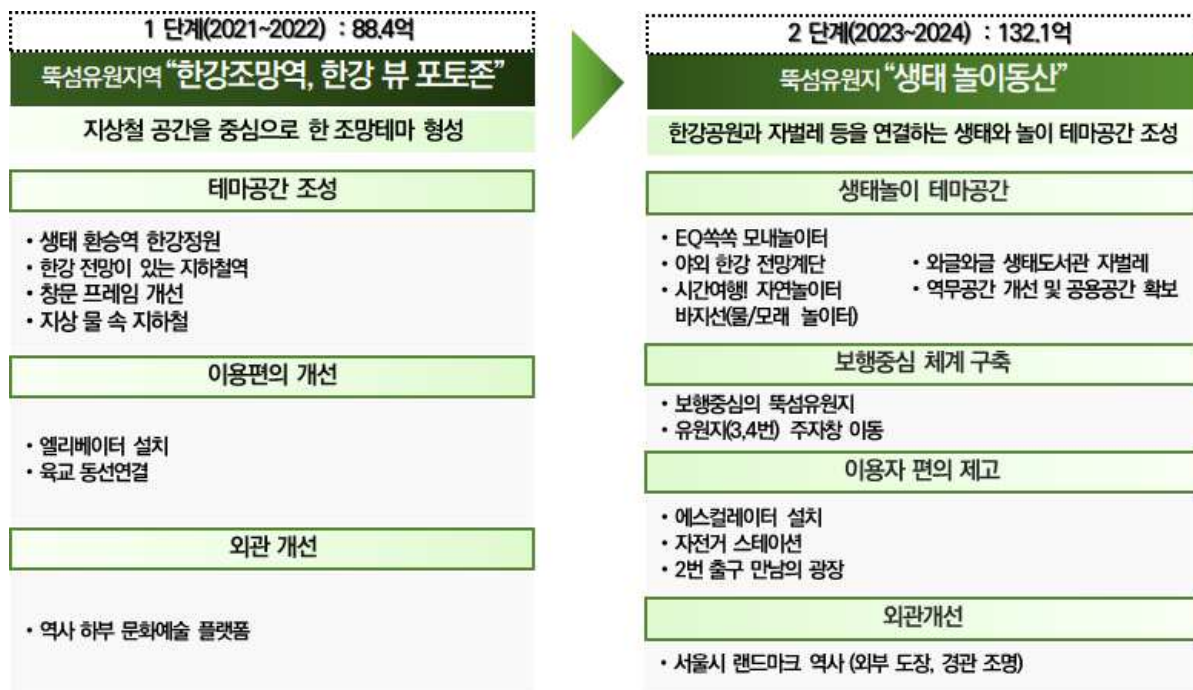 1 단계(2021~2022) : 88.4억
뚝섬유원지역 “한강조망역, 한강 뷰 포토존”
지상철 공간을 중심으로 한 조망테마 형성
테마공간 조성
• 생태 환승역 한강정원
• 한강 전망이 있는 지하철역
• 창문 프레임 개선
• 지상 물 속 지하철
이용편의 개선
• 엘리베이터 설치
• 육교 동선연결
외관 개선
• 역사 하부 문화예술 플랫폼
2 단계(2023~2024) : 132.1억
뚝섬유원지 “생태 놀이동산”
한강공원과 자벌레 등을 연결하는 생태와 놀이 테마공간 조성
생태놀이 테마공간
• EQ쑥쑥 모내놀이터
• 야외 한강 전망계단
• 시간여행! 자연놀이터
바지선(물/모래 놀이터)
• 와글와글 생태도서관 자벌레
• 역무공간 개선 및 공용공간 확보
보행중심 체계 구축
• 보행중심의 뚝섬유원지
• 유원지(3,4번) 주자창 이동
이용자 편의 제고
• 에스컬레이터 설치
• 자전거 스테이션
• 2번 출구 만남의 광장
외관개선
• 서울시 랜드마크 역사 (외부 도장, 경관 조명)